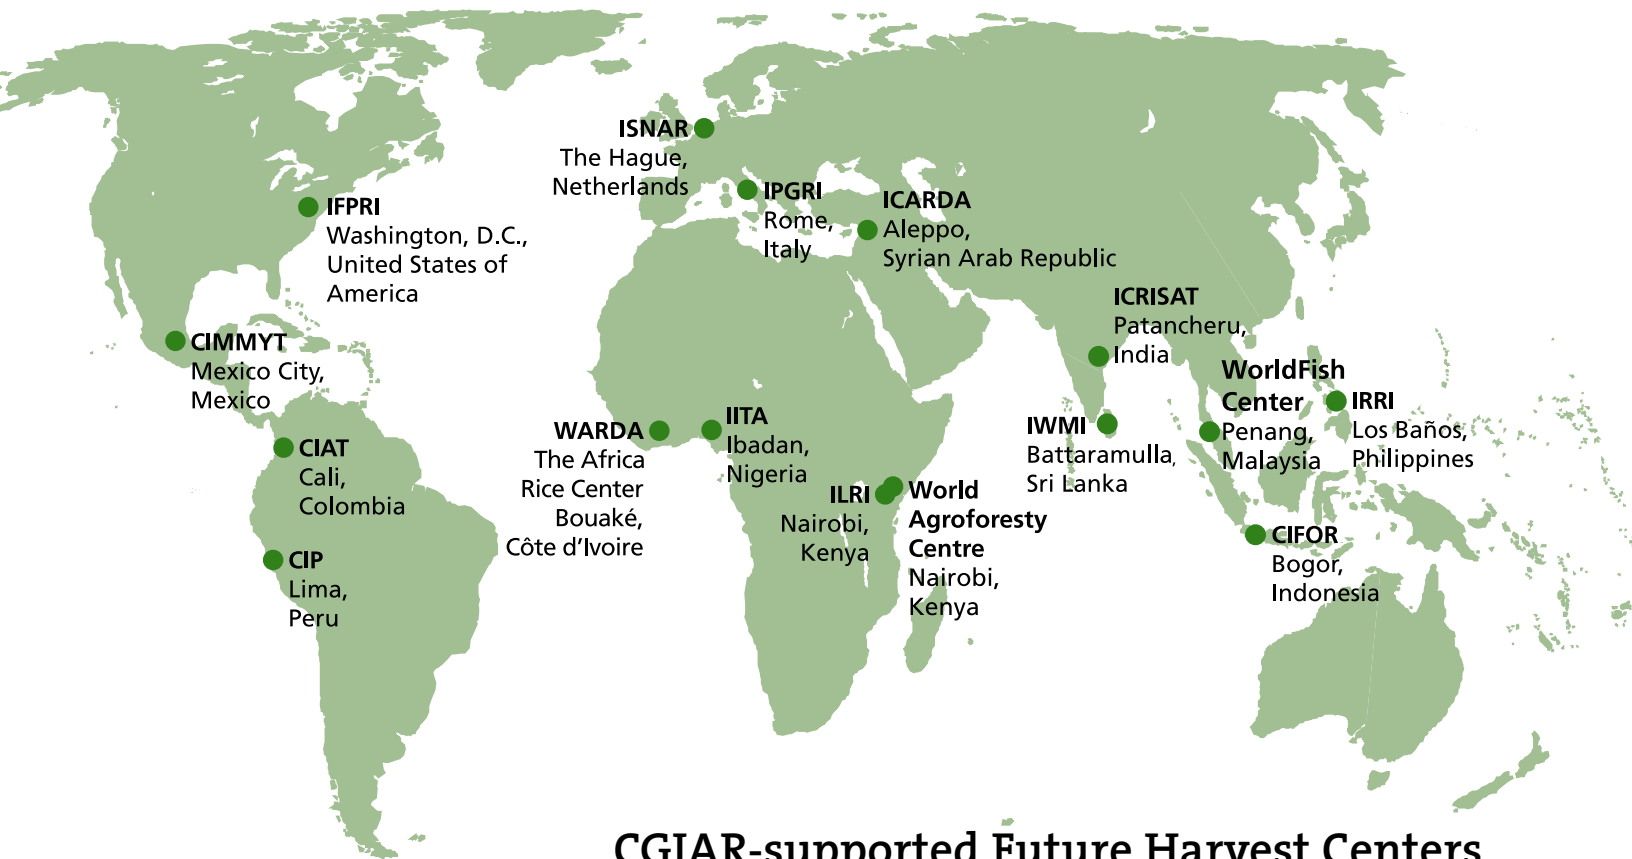 ISNAR
The Hague,
Netherlands
IPGRI
Rome,
Italy
ICARDA
Aleppo,
Syrian Arab Republic
IFPRI
Washington, D.C.,
United States of
America
ICRISAT
Patancheru,
India
CIMMYT
Mexico City,
Mexico
WorldFish
Center
Penang,
Malaysia
IRRI
Los Baños,
Philippines
IWMI
Battaramulla,
Sri Lanka
WARDA
The Africa
Rice Center
Bouaké,
Côte d'Ivoire
IITA
Ibadan,
Nigeria
CIAT
Cali,
Colombia
ILRI
Nairobi,
Kenya
World
Agroforesty
Centre
Nairobi,
Kenya
CIP
Lima,
Peru
CIFOR
Bogor,
Indonesia
CGIAR-supported Future Harvest Centers